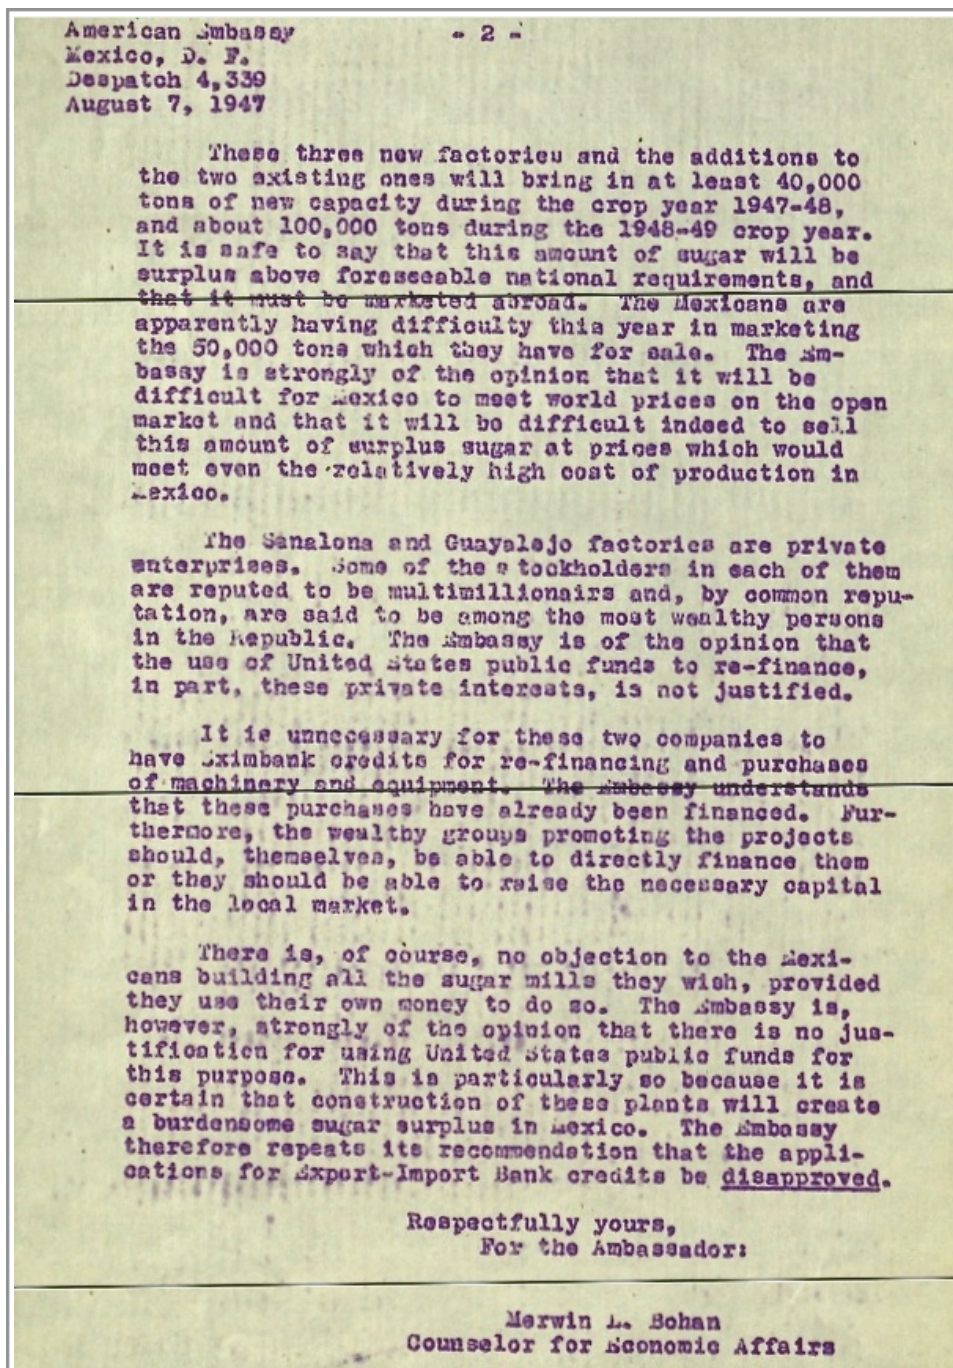 American Embassy - 2 -
Mexico, D. F.
Despatch 4,339
August 7, 1947
These three new factories and the additions to
the two existing ones will bring in at least 40,000
tons of new capacity during the crop year 1947-48,
and about 100,000 tons during the 1948-49 crop year.
It is safe to say that this amount of sugar will be
surplus above foreseeable national requirements, and
that it must be marketed abroad. The Mexicans are
apparently having difficulty this year in marketing
the 50,000 tons which they have for sale. The Em-
bassy is strongly of the opinion that it will be
difficult for Mexico to meet world prices on the open
market and that it will be difficult indeed to sell
this amount of surplus sugar at prices which would
meet even the relatively high cost of production in
Mexico.
The Sanalona and Guayalejo factories are private
enterprises. Some of the stockholders in each of them
are reputed to be multimillionairs and, by common repu-
tation, are said to be among the most wealthy persons
in the Republic. The Embassy is of the opinion that
the use of United States public funds to re-finance,
in part, these private interests, is not justified.
It is unnecessary for these two companies to
have Eximbank credits for re-financing and purchases
of machinery and equipment. The Embassy understands
that these purchases have already been financed. Fur-
thermore, the wealthy groups promoting the projects
should, themselves, be able to directly finance them
or they should be able to raise the necessary capital
in the local market.
There is, of course, no objection to the Mexi-
cans building all the sugar mills they wish, provided
they use their own money to do so. The Embassy is,
however, strongly of the opinion that there is no jus-
tification for using United States public funds for
this purpose. This is particularly so because it is
certain that construction of these plants will create
a burdensome sugar surplus in Mexico. The Embassy
therefore repeats its recommendation that the appli-
cations for Export-Import Bank credits be disapproved.
Respectfully yours,
For the Ambassador:
Merwin L. Bohan
Counselor for Economic Affairs